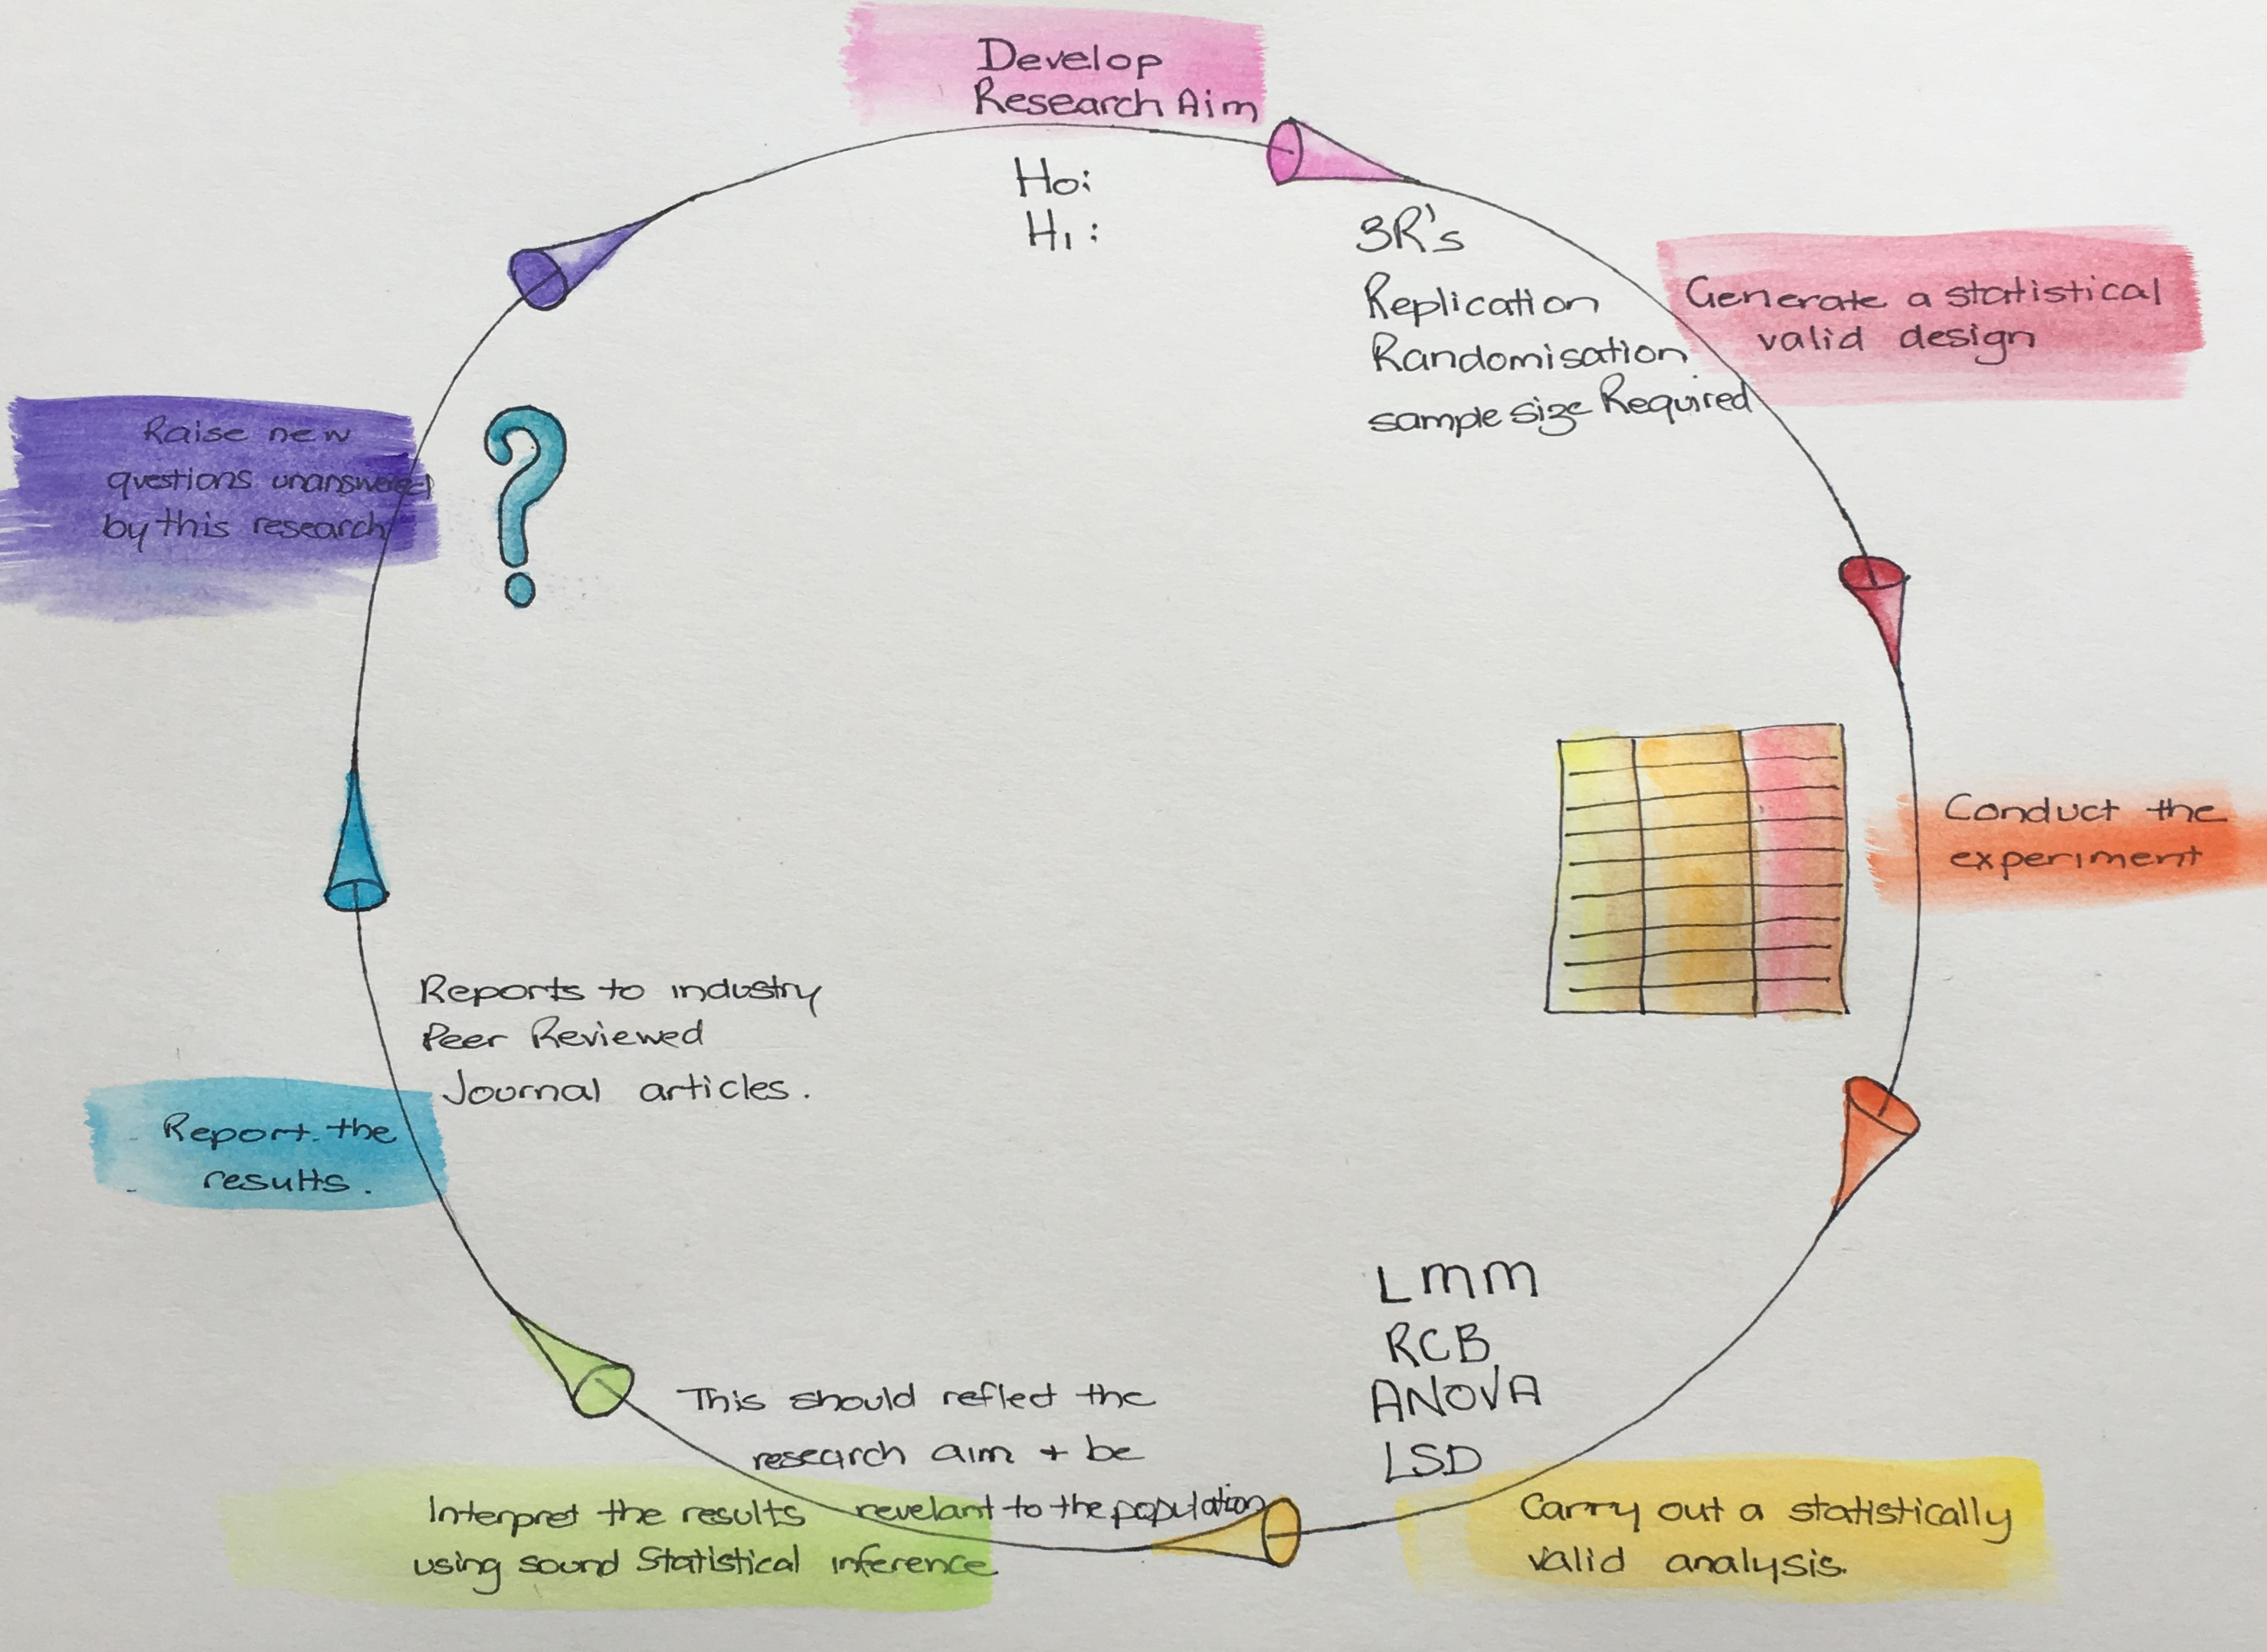 Develop
Research Aim
Ho:
H1:
3R's
Replication
Randomisation
sample size Required
Generate a statistical
valid design
Conduct the
experiment
LMM
RCB
ANOVA
LSD
Carry out a statistically
valid analysis.
This should reflect the
research aim + be
revelant to the population
Interpret the results
using sound Statistical inference
Reports to industry
Peer Reviewed
Journal articles.
Report the
results.
Raise new
questions unanswered
by this research
?